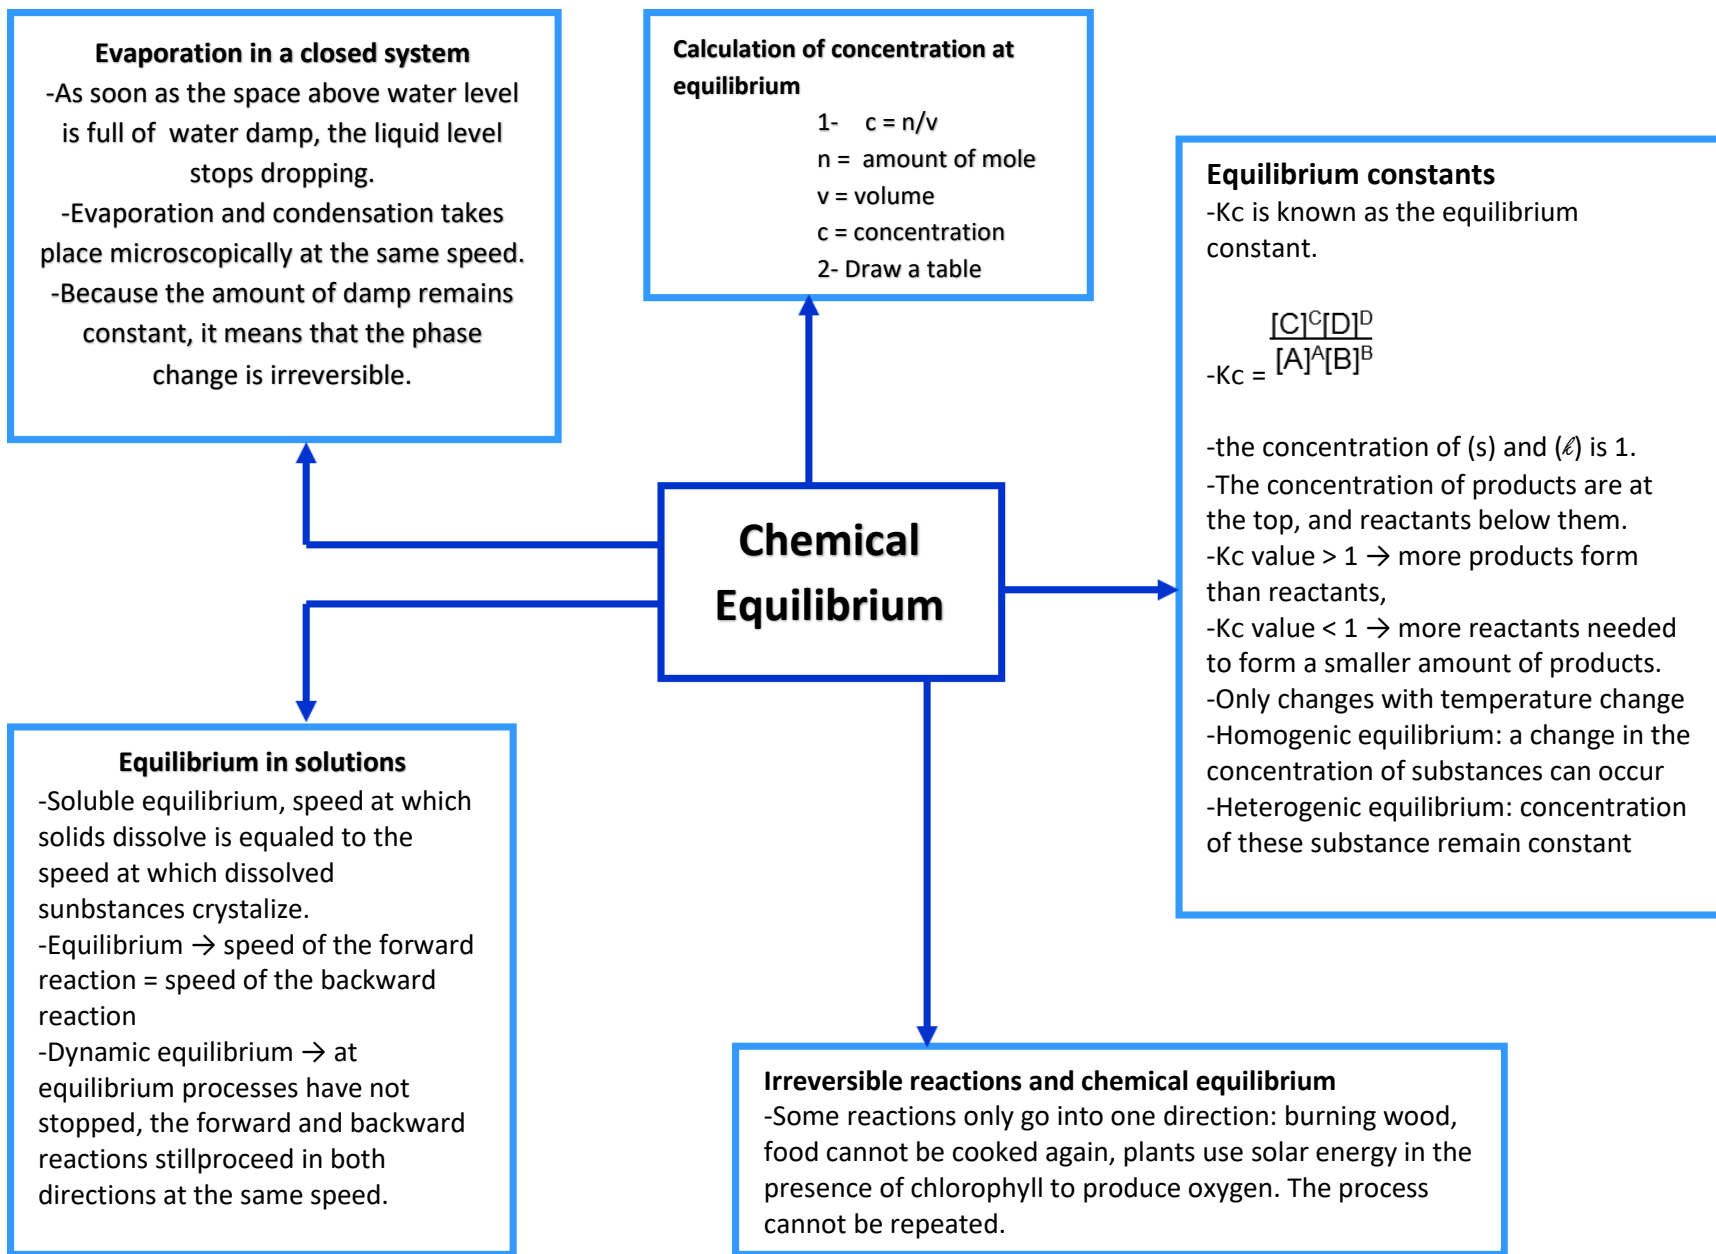 Evaporation in a closed system
-As soon as the space above water level
is full of water damp, the liquid level
stops dropping.
-Evaporation and condensation takes
place microscopically at the same speed.
-Because the amount of damp remains
constant, it means that the phase
change is irreversible.
Calculation of concentration at
equilibrium
1- c = n/v
n = amount of mole
v = volume
c = concentration
2- Draw a table
Equilibrium constants
-Kc is known as the equilibrium
constant.
[C]ᶜ[D]ᴰ
-Kc = [A]ᴬ[B]ᴮ
-the concentration of (s) and (ℓ) is 1.
-The concentration of products are at
the top, and reactants below them.
-Kc value > 1 → more products form
than reactants,
-Kc value < 1 → more reactants needed
to form a smaller amount of products.
-Only changes with temperature change
-Homogenic equilibrium: a change in the
concentration of substances can occur
-Heterogenic equilibrium: concentration
of these substance remain constant
Chemical
Equilibrium
Equilibrium in solutions
-Soluble equilibrium, speed at which
solids dissolve is equaled to the
speed at which dissolved
sunbstances crystalize.
-Equilibrium → speed of the forward
reaction = speed of the backward
reaction
-Dynamic equilibrium → at
equilibrium processes have not
stopped, the forward and backward
reactions stillproceed in both
directions at the same speed.
Irreversible reactions and chemical equilibrium
-Some reactions only go into one direction: burning wood,
food cannot be cooked again, plants use solar energy in the
presence of chlorophyll to produce oxygen. The process
cannot be repeated.